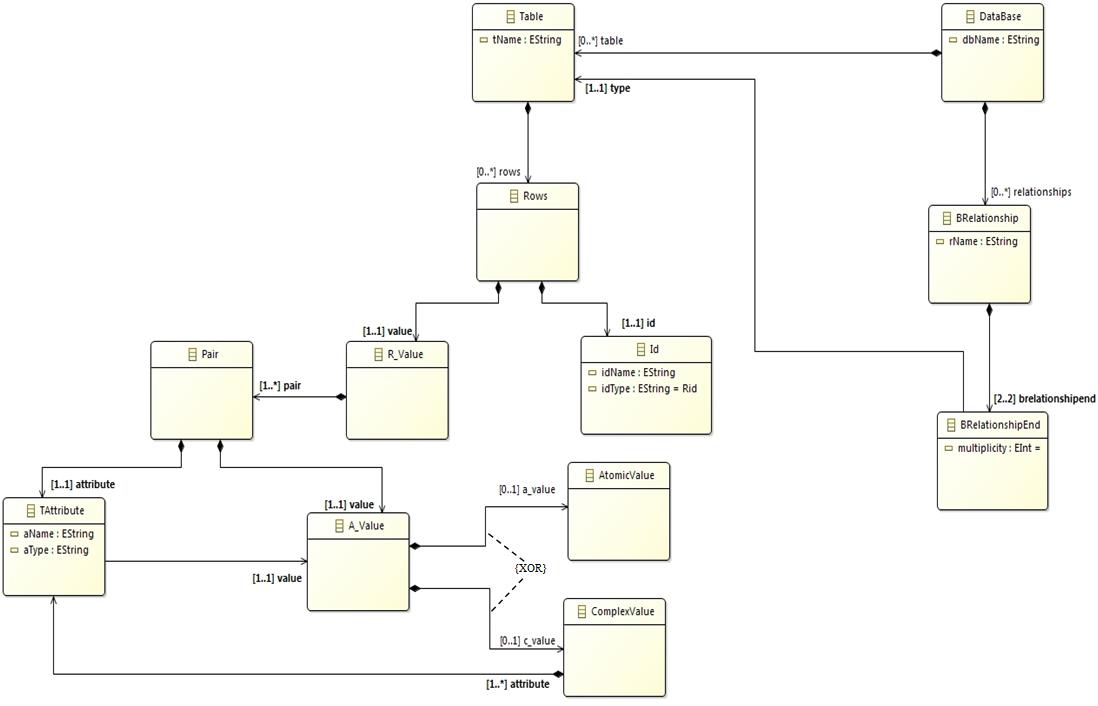 Table
DataBase
tName : EString
[0..*] table
dbName : EString
[1..1] type
[0..*] rows
[0..*] relationships
Rows
BRelationship
rName : EString
[1..1] value
[1..1] id
Pair
R_Value
Id
[1..*] pair
idName : EString
idType : EString = Rid
[2..2] brelationshipend
BRelationshipEnd
multiplicity : EInt =
[1..1] attribute
[1..1] value
[0..1] a_value
AtomicValue
TAttribute
A_Value
aName : EString
aType : EString
{XOR}
[1..1] value
ComplexValue
[0..1] c_value
[1..*] attribute